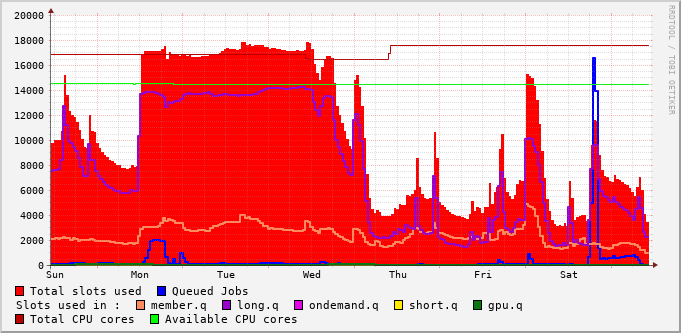 20000
18000
16000
14000
12000
10000
8000
6000
4000
2000
0
Sun Mon Tue Wed Thu Fri Sat
RRDTOOL / TOBI OETIKER
Total slots used Queued Jobs
Slots used in : member.q long.q ondemand.q short.q gpu.q
Total CPU cores Available CPU cores